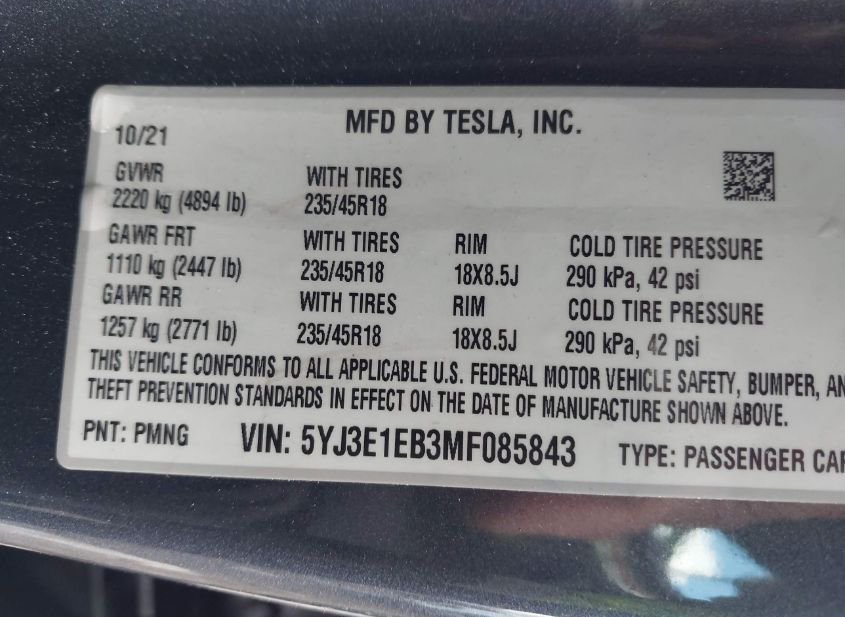 MFD BY TESLA, INC.
10/21
GVWR WITH TIRES
2220 kg (4894 lb) 235/45R18
GAWR FRT WITH TIRES RIM COLD TIRE PRESSURE
1110 kg (2447 lb) 235/45R18 18X8.5J 290 kPa, 42 psi
GAWR RR WITH TIRES RIM COLD TIRE PRESSURE
1257 kg (2771 lb) 235/45R18 18X8.5J 290 kPa, 42 psi
THIS VEHICLE CONFORMS TO ALL APPLICABLE U.S. FEDERAL MOTOR VEHICLE SAFETY, BUMPER, AN
THEFT PREVENTION STANDARDS IN EFFECT ON THE DATE OF MANUFACTURE SHOWN ABOVE.
PNT: PMNG VIN: 5YJ3E1EB3MF085843 TYPE: PASSENGER CAR